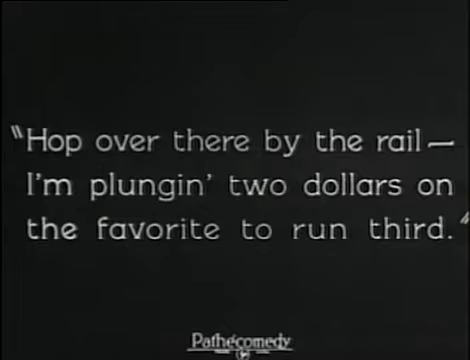 "Hop over there by the rail—
I'm plungin' two dollars on
the favorite to run third."
Pathécomedy